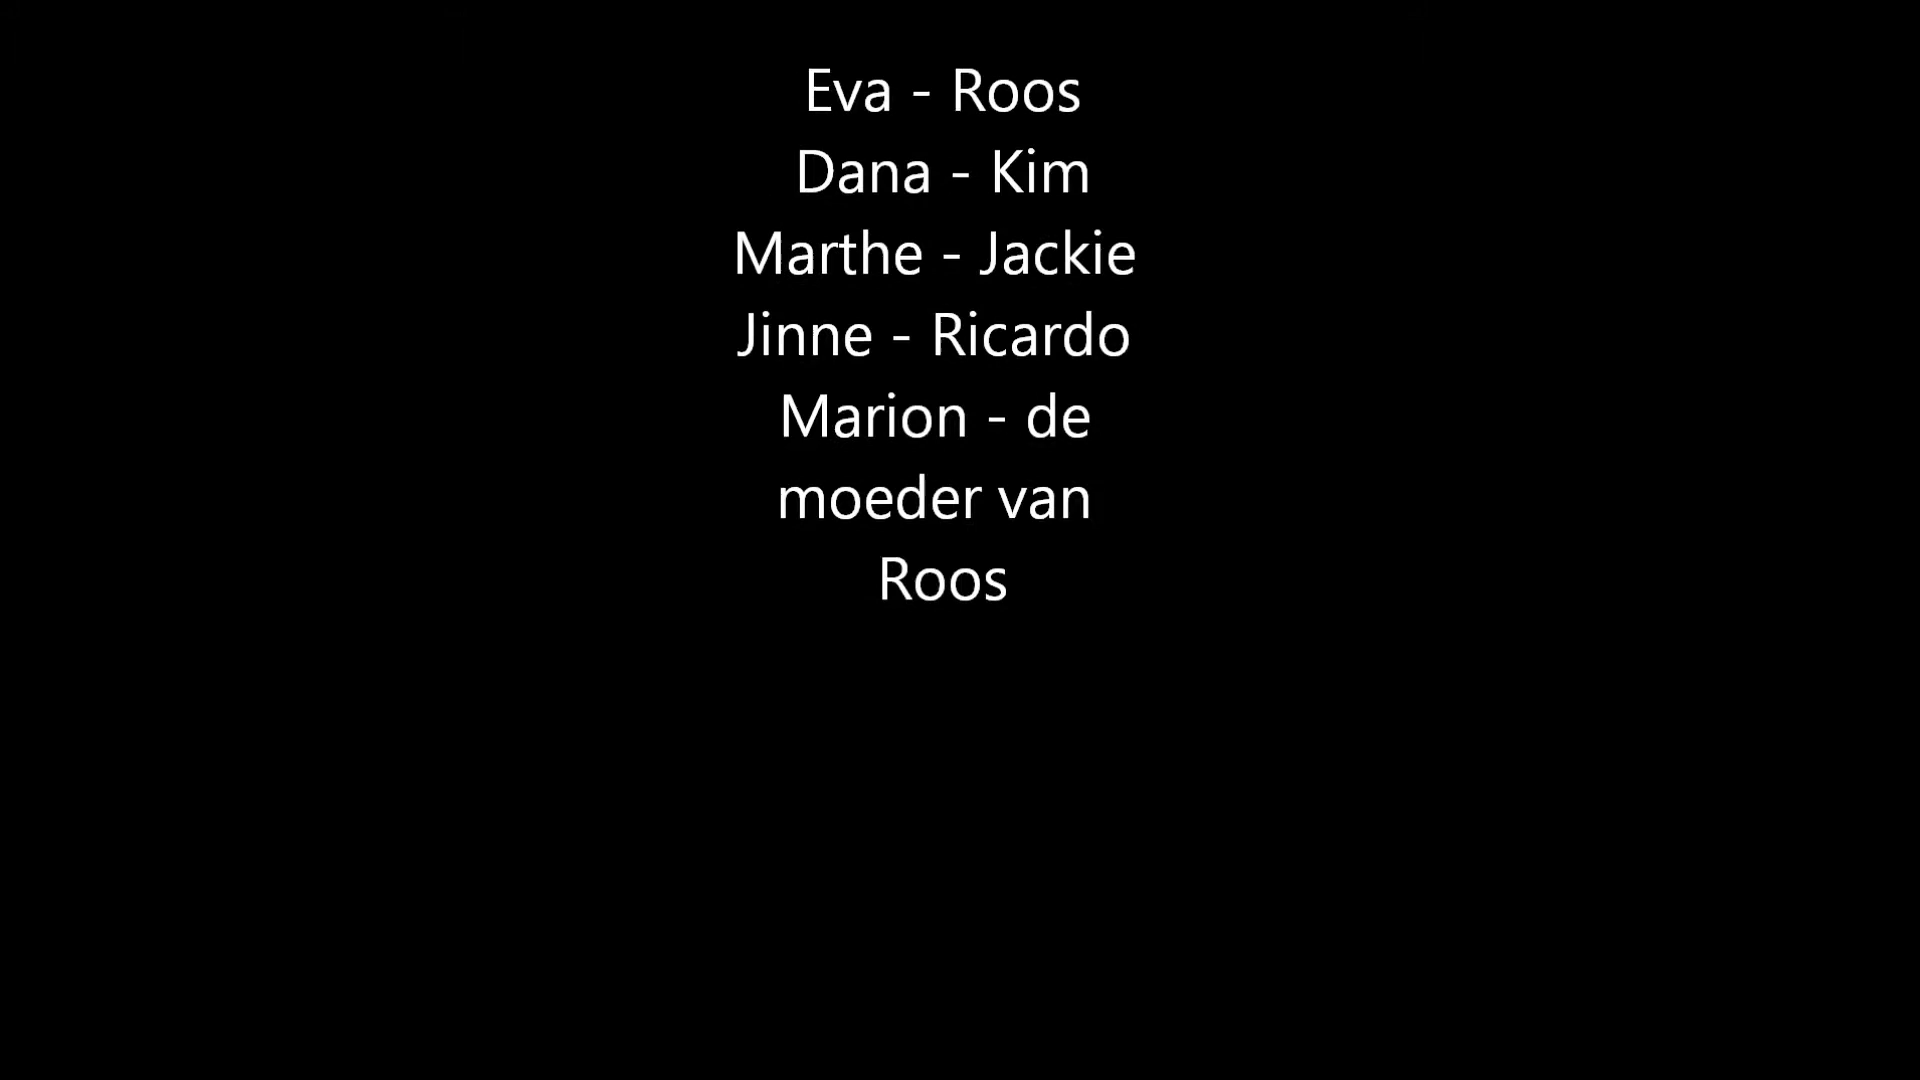 Eva - Roos
Dana - Kim
Marthe - Jackie
Jinne - Ricardo
Marion - de
moeder van
Roos